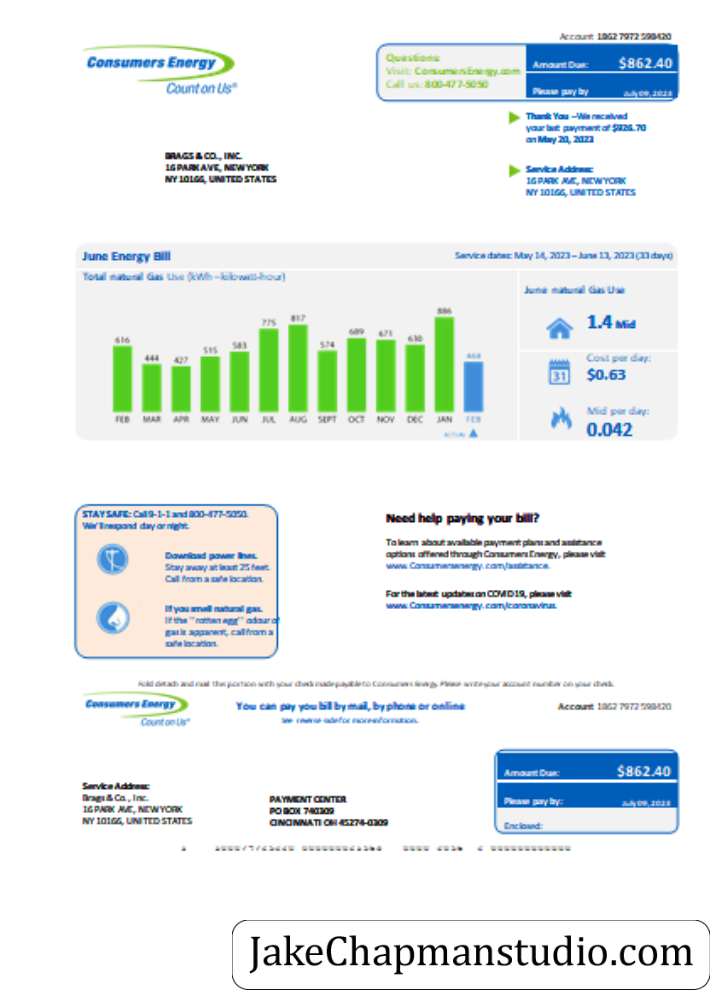 Account 1862 7972 598420
Consumers Energy
Count on Us®
Questions:
Visit: ConsumersEnergy.com
Call us: 800-477-5050
Amount Due: $862.40
Please pay by July 09, 2023
Thank You –We received
your last payment of $926.70
on May 20, 2023
BRAGS & CO., INC.
16 PARK AVE, NEW YORK
NY 10166, UNITED STATES
Service Address:
16 PARK AVE, NEW YORK
NY 10166, UNITED STATES
June Energy Bill
Service dates: May 14, 2023 – June 13, 2023 (33 days)
Total natural Gas Use (kWh – kilowatt-hour)
616 444 427 515 583 775 817 574 689 671 630 886 468
FEB MAR APR MAY JUN JUL AUG SEPT OCT NOV DEC JAN FEB
ACTUAL
June natural Gas Use
1.4 Mid
Cost per day:
31
$0.63
Mid per day:
0.042
STAY SAFE: Call 9-1-1 and 800-477-5050.
We'll respond day or night.
Download power lines.
Stay away at least 25 feet.
Call from a safe location.
If you smell natural gas.
If the "rotten egg" odour of
gas is apparent, call from a
safe location.
Need help paying your bill?
To learn about available payment plans and assistance
options offered through Consumers Energy, please visit
www. Consumersenergy. com/assistance.
For the latest updates on COVID 19, please visit
www. Consumersenergy. com/coronavirus.
Fold detach and mail this portion with your check made payable to Consumers Energy. Please write your account number on your check.
Consumers Energy
Count on Us®
You can pay you bill by mail, by phone or online
see reverse side for more information.
Account 1862 7972 598420
Service Address:
Brags & Co., Inc.
16 PARK AVE, NEW YORK
NY 10166, UNITED STATES
PAYMENT CENTER
PO BOX 740309
CINCINNATI OH 45274-0309
Amount Due: $862.40
Please pay by: July 09, 2023
Enclosed:
JakeChapmanstudio.com